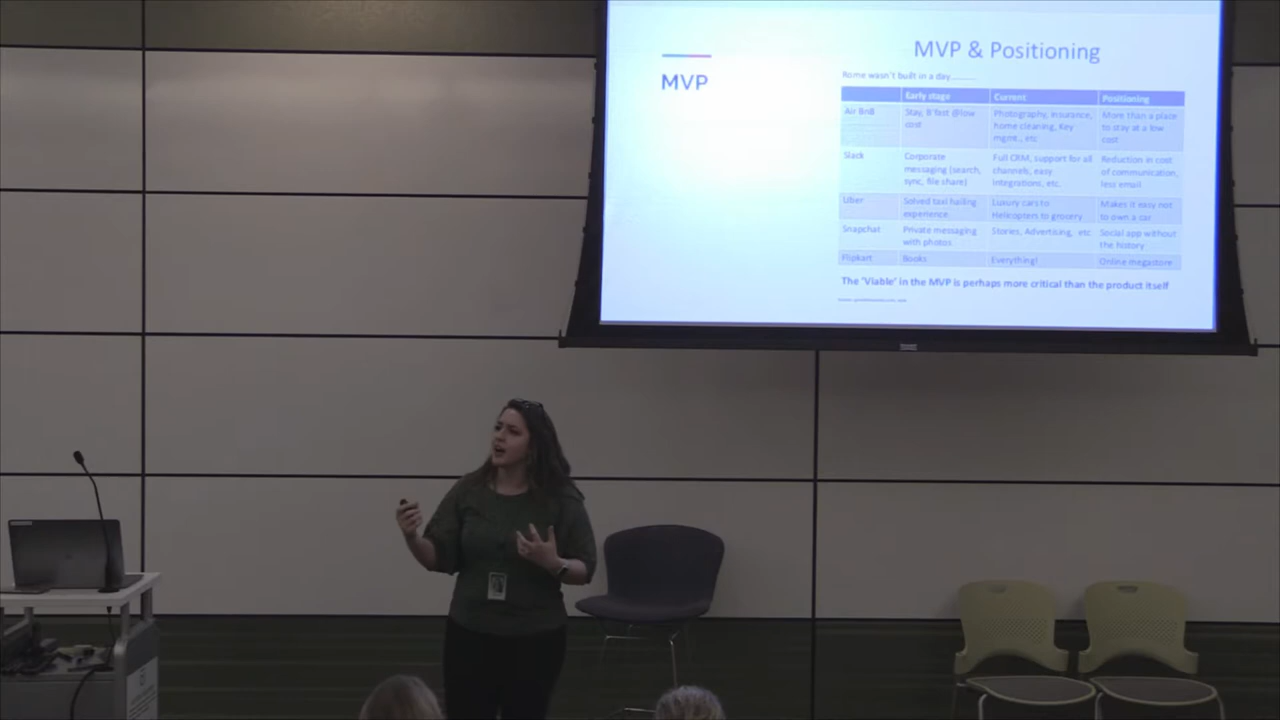 MVP
MVP & Positioning
Rome wasn't built in a day..........
Early stage Current Positioning
Air BnB Stay, B'fast @low cost Photography, Insurance, home cleaning, Key mgmt., etc More than a place to stay at a low cost
Slack Corporate messaging (search, sync, file share) Full CRM, support for all channels, easy integrations, etc. Reduction in cost of communication, less email
Uber Solved taxi hailing experience Luxury cars to Helicopters to grocery Makes it easy not to own a car
Snapchat Private messaging with photos Stories, Advertising, etc Social app without the history
Flipkart Books Everything! Online megastore
The 'Viable' in the MVP is perhaps more critical than the product itself